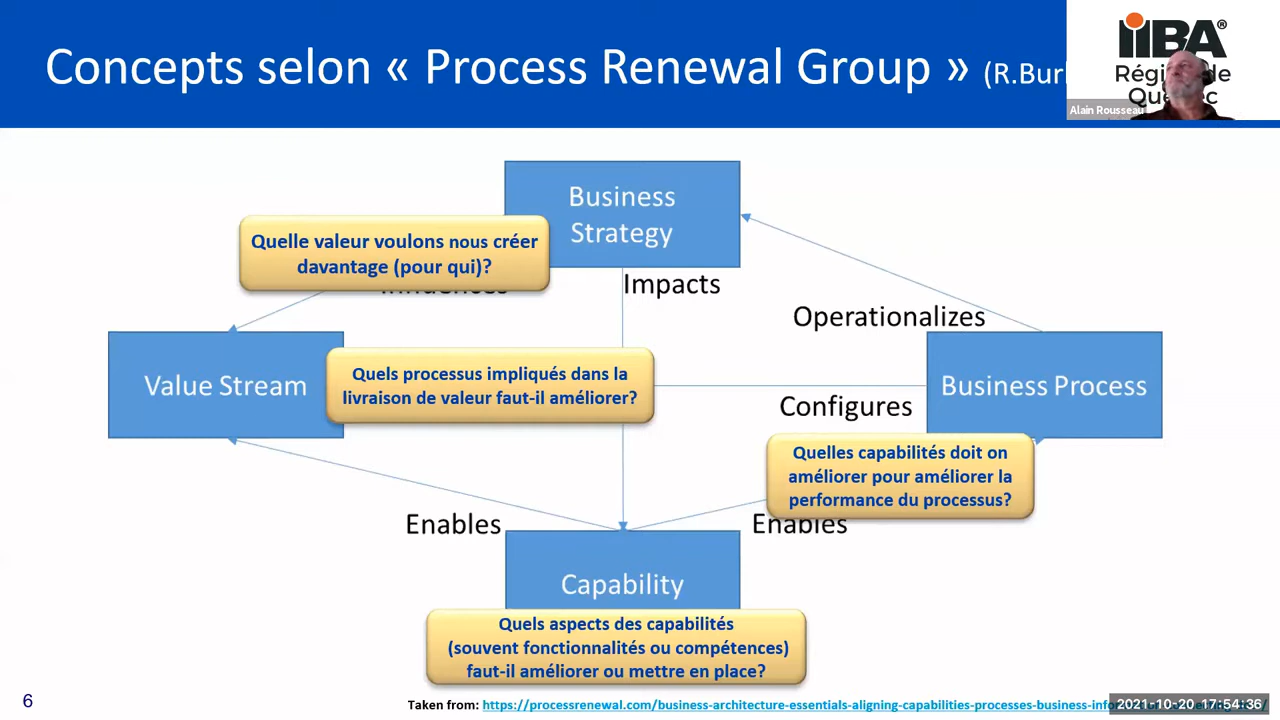 Concepts selon « Process Renewal Group » (R.Bur
iiBA®
Région de
Québec
Alain Rousseau
Business
Strategy
Quelle valeur voulons nous créer
davantage (pour qui)?
Influences
Impacts
Operationalizes
Value Stream
Quels processus impliqués dans la
livraison de valeur faut-il améliorer?
Business Process
Configures
Quelles capabilités doit on
améliorer pour améliorer la
performance du processus?
Enables
Enables
Capability
Quels aspects des capabilités
(souvent fonctionnalités ou compétences)
faut-il améliorer ou mettre en place?
6
Taken from: https://processrenewal.com/business-architecture-essentials-aligning-capabilities-processes-business-infor
2021-10-20 17:54:36